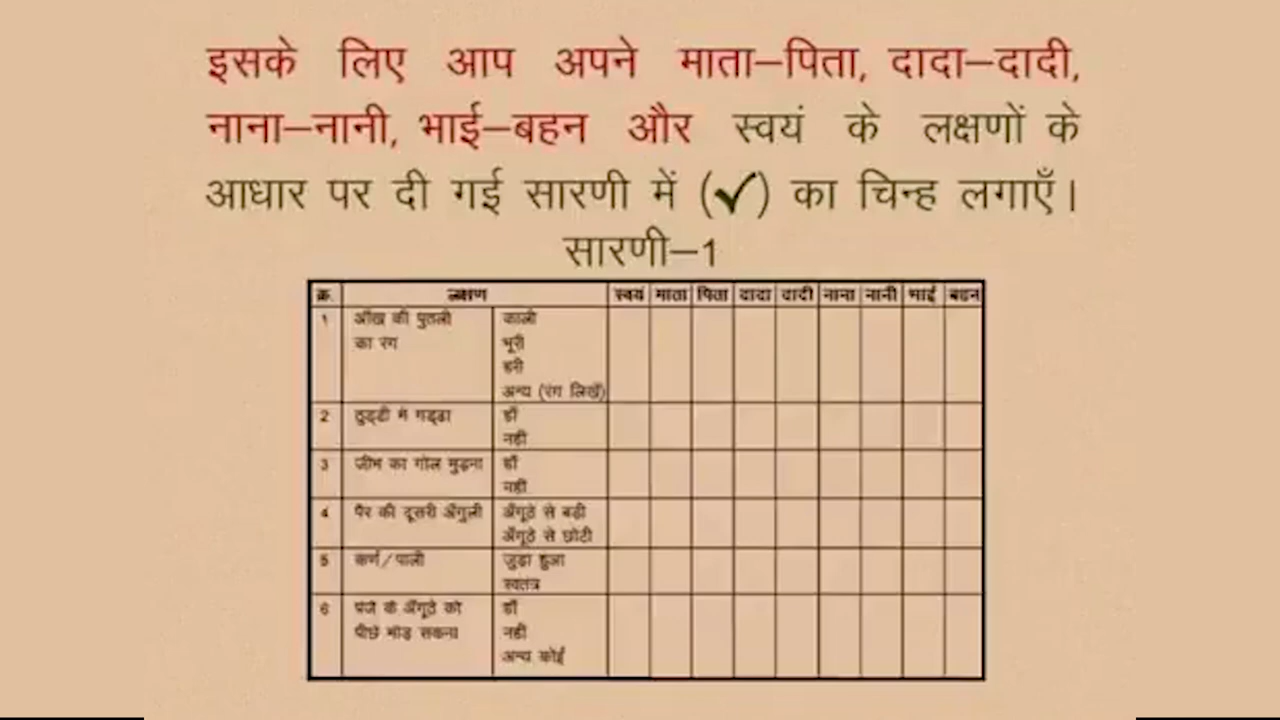 इसके लिए आप अपने माता–पिता, दादा–दादी,
नाना–नानी, भाई–बहन और स्वयं के लक्षणों के
आधार पर दी गई सारणी में (✓) का चिन्ह लगाएँ।
सारणी–1
क्र. लक्षण स्वयं माता पिता दादा दादी नाना नानी भाई बहन
1 आँख की पुतली काली
का रंग भूरी
हरी
अन्य (रंग लिखें)
2 ठुड्डी में गड्ढा हाँ
नहीं
3 जीभ का गोल मुड़ना हाँ
नहीं
4 पैर की दूसरी अँगुली अँगूठे से बड़ी
अँगूठे से छोटी
5 कर्ण/पाली जुड़ा हुआ
स्वतंत्र
6 पंजे के अँगूठे को हाँ
पीछे मोड़ सकना नहीं
अन्य कोई